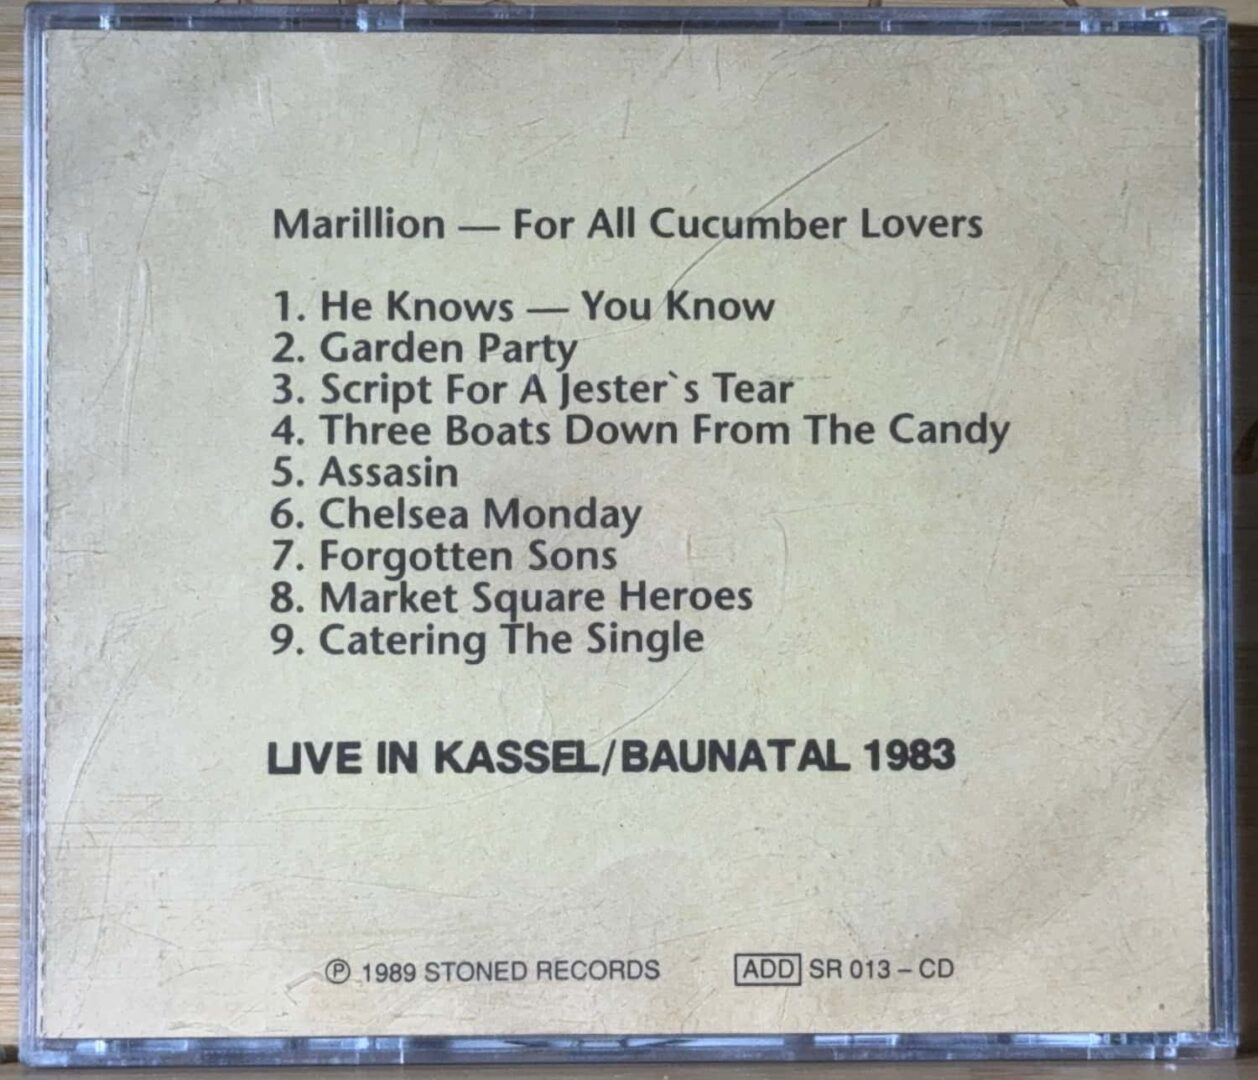 Marillion — For All Cucumber Lovers
1. He Knows — You Know
2. Garden Party
3. Script For A Jester`s Tear
4. Three Boats Down From The Candy
5. Assasin
6. Chelsea Monday
7. Forgotten Sons
8. Market Square Heroes
9. Catering The Single
LIVE IN KASSEL/BAUNATAL 1983
℗ 1989 STONED RECORDS ADD SR 013 – CD